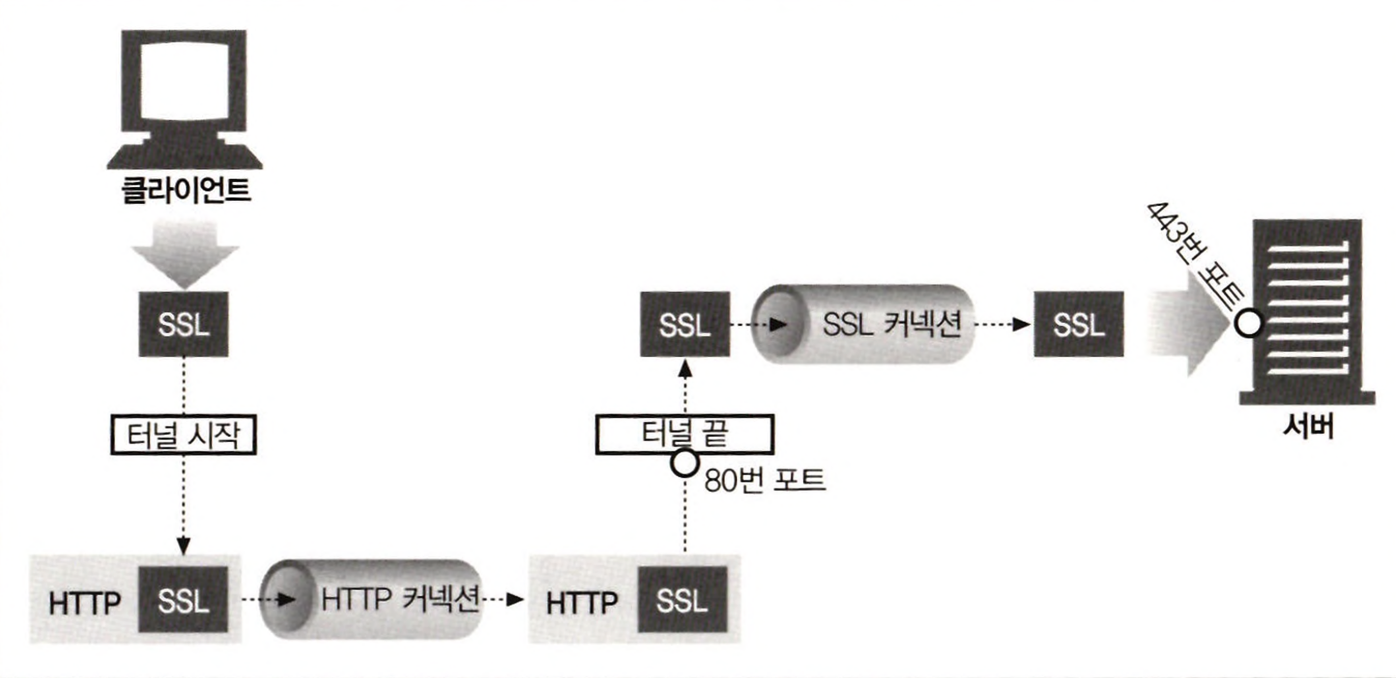 클라이언트
SSL
터널 시작
HTTP SSL
HTTP 커넥션
HTTP SSL
80번 포트
터널 끝
SSL
SSL 커넥션
SSL
443번 포트
서버